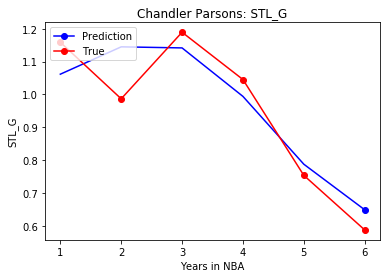 Chandler Parsons: STL_G
Prediction
True
1.2
1.1
1.0
0.9
0.8
0.7
0.6
STL_G
1 2 3 4 5 6
Years in NBA